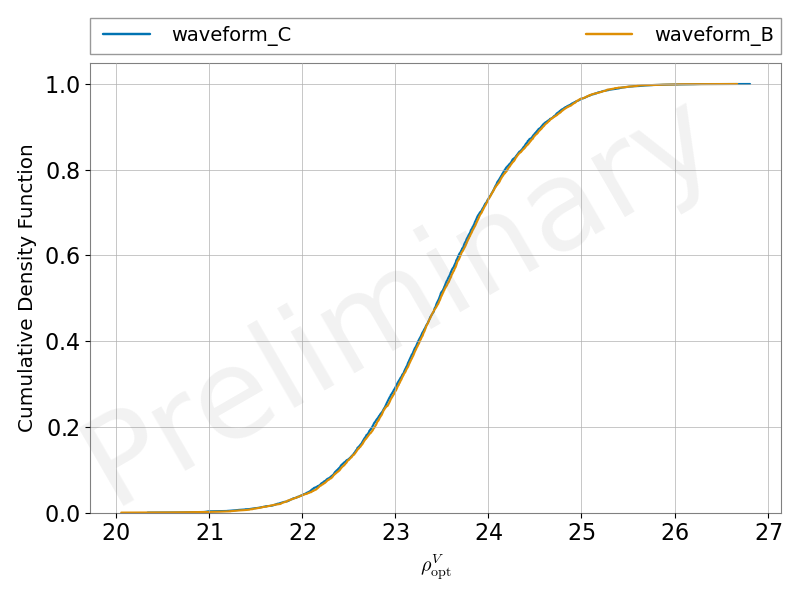 waveform_C waveform_B
Cumulative Density Function
1.0
0.8
0.6
0.4
0.2
0.0
Preliminary
20 21 22 23 24 25 26 27
ρ_opt^V